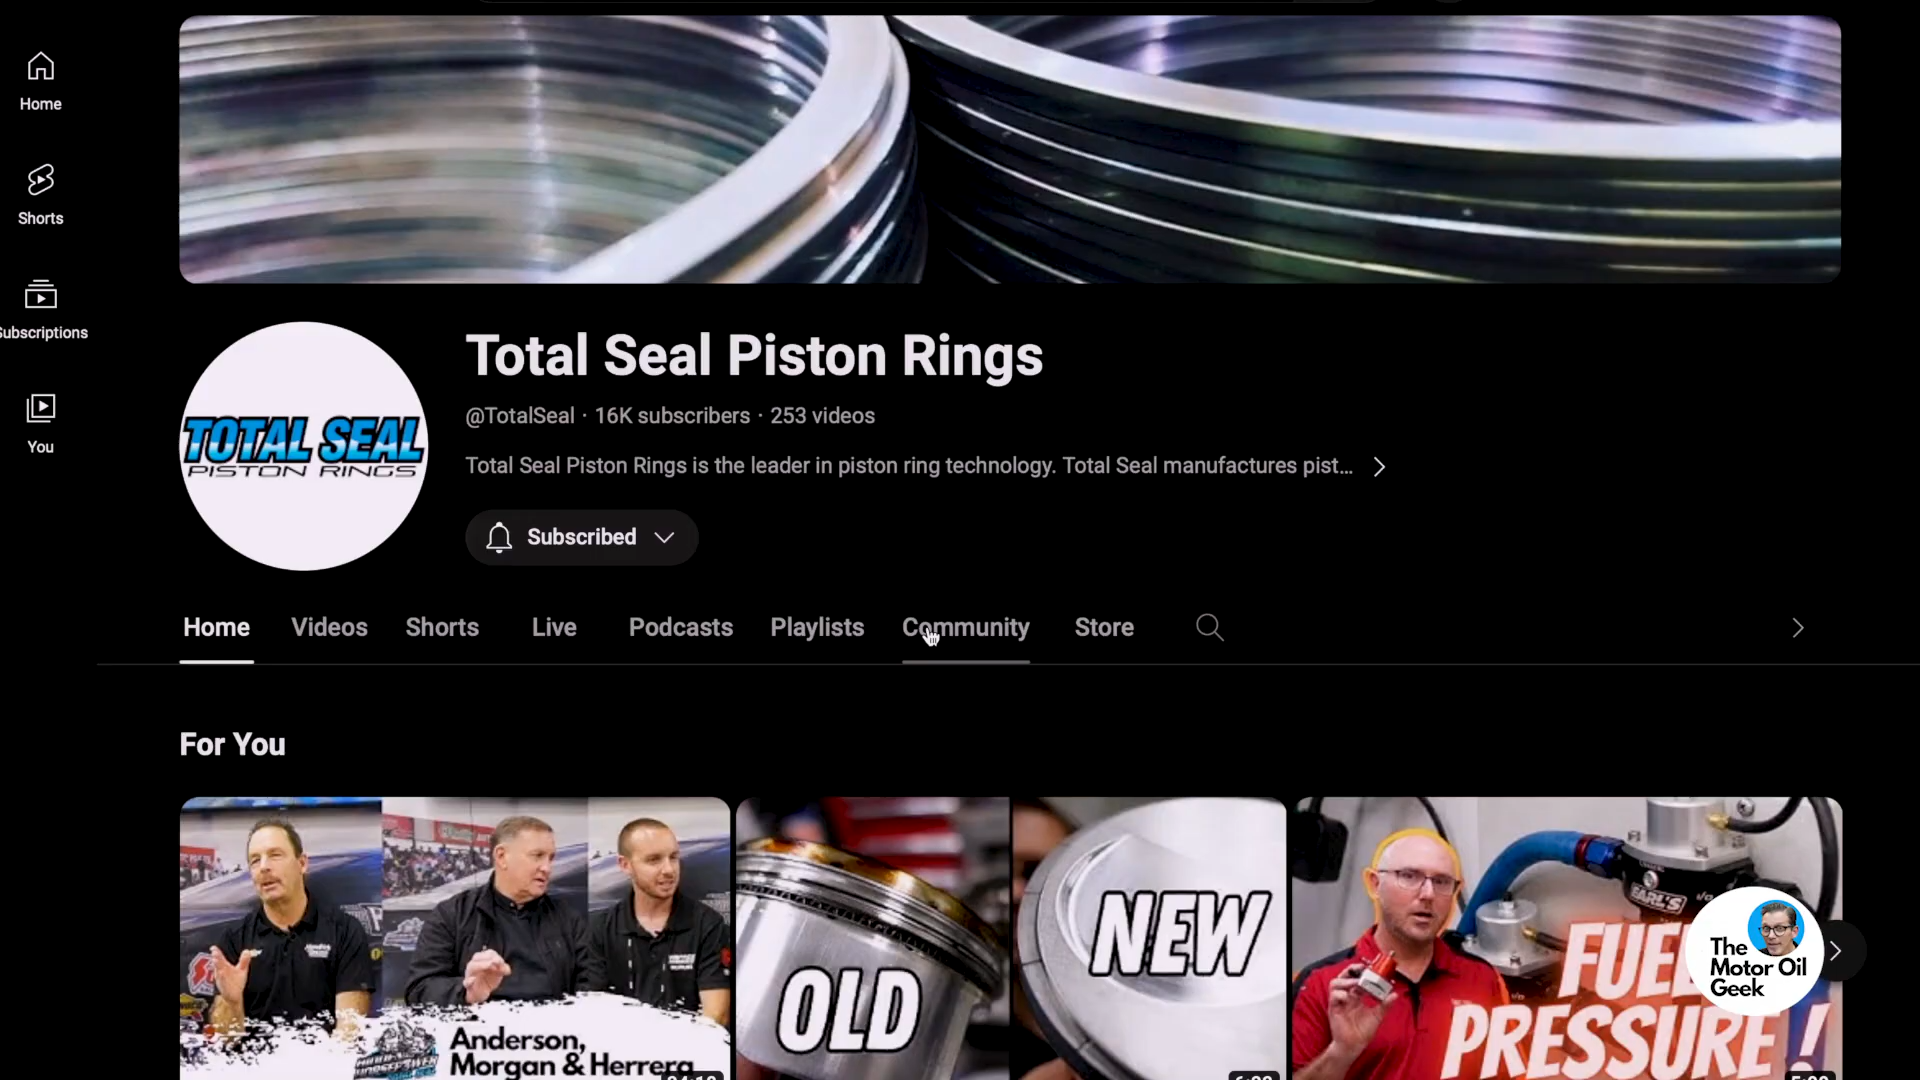 Home
Shorts
Subscriptions
You
TOTAL SEAL
PISTON RINGS
Total Seal Piston Rings
@TotalSeal · 16K subscribers · 253 videos
Total Seal Piston Rings is the leader in piston ring technology. Total Seal manufactures pist...
Subscribed
Home Videos Shorts Live Podcasts Playlists Community Store
For You
Anderson,
Morgan & Herrera
OLD
NEW
EARL'S
FUEL
PRESSURE!
The
Motor Oil
Geek